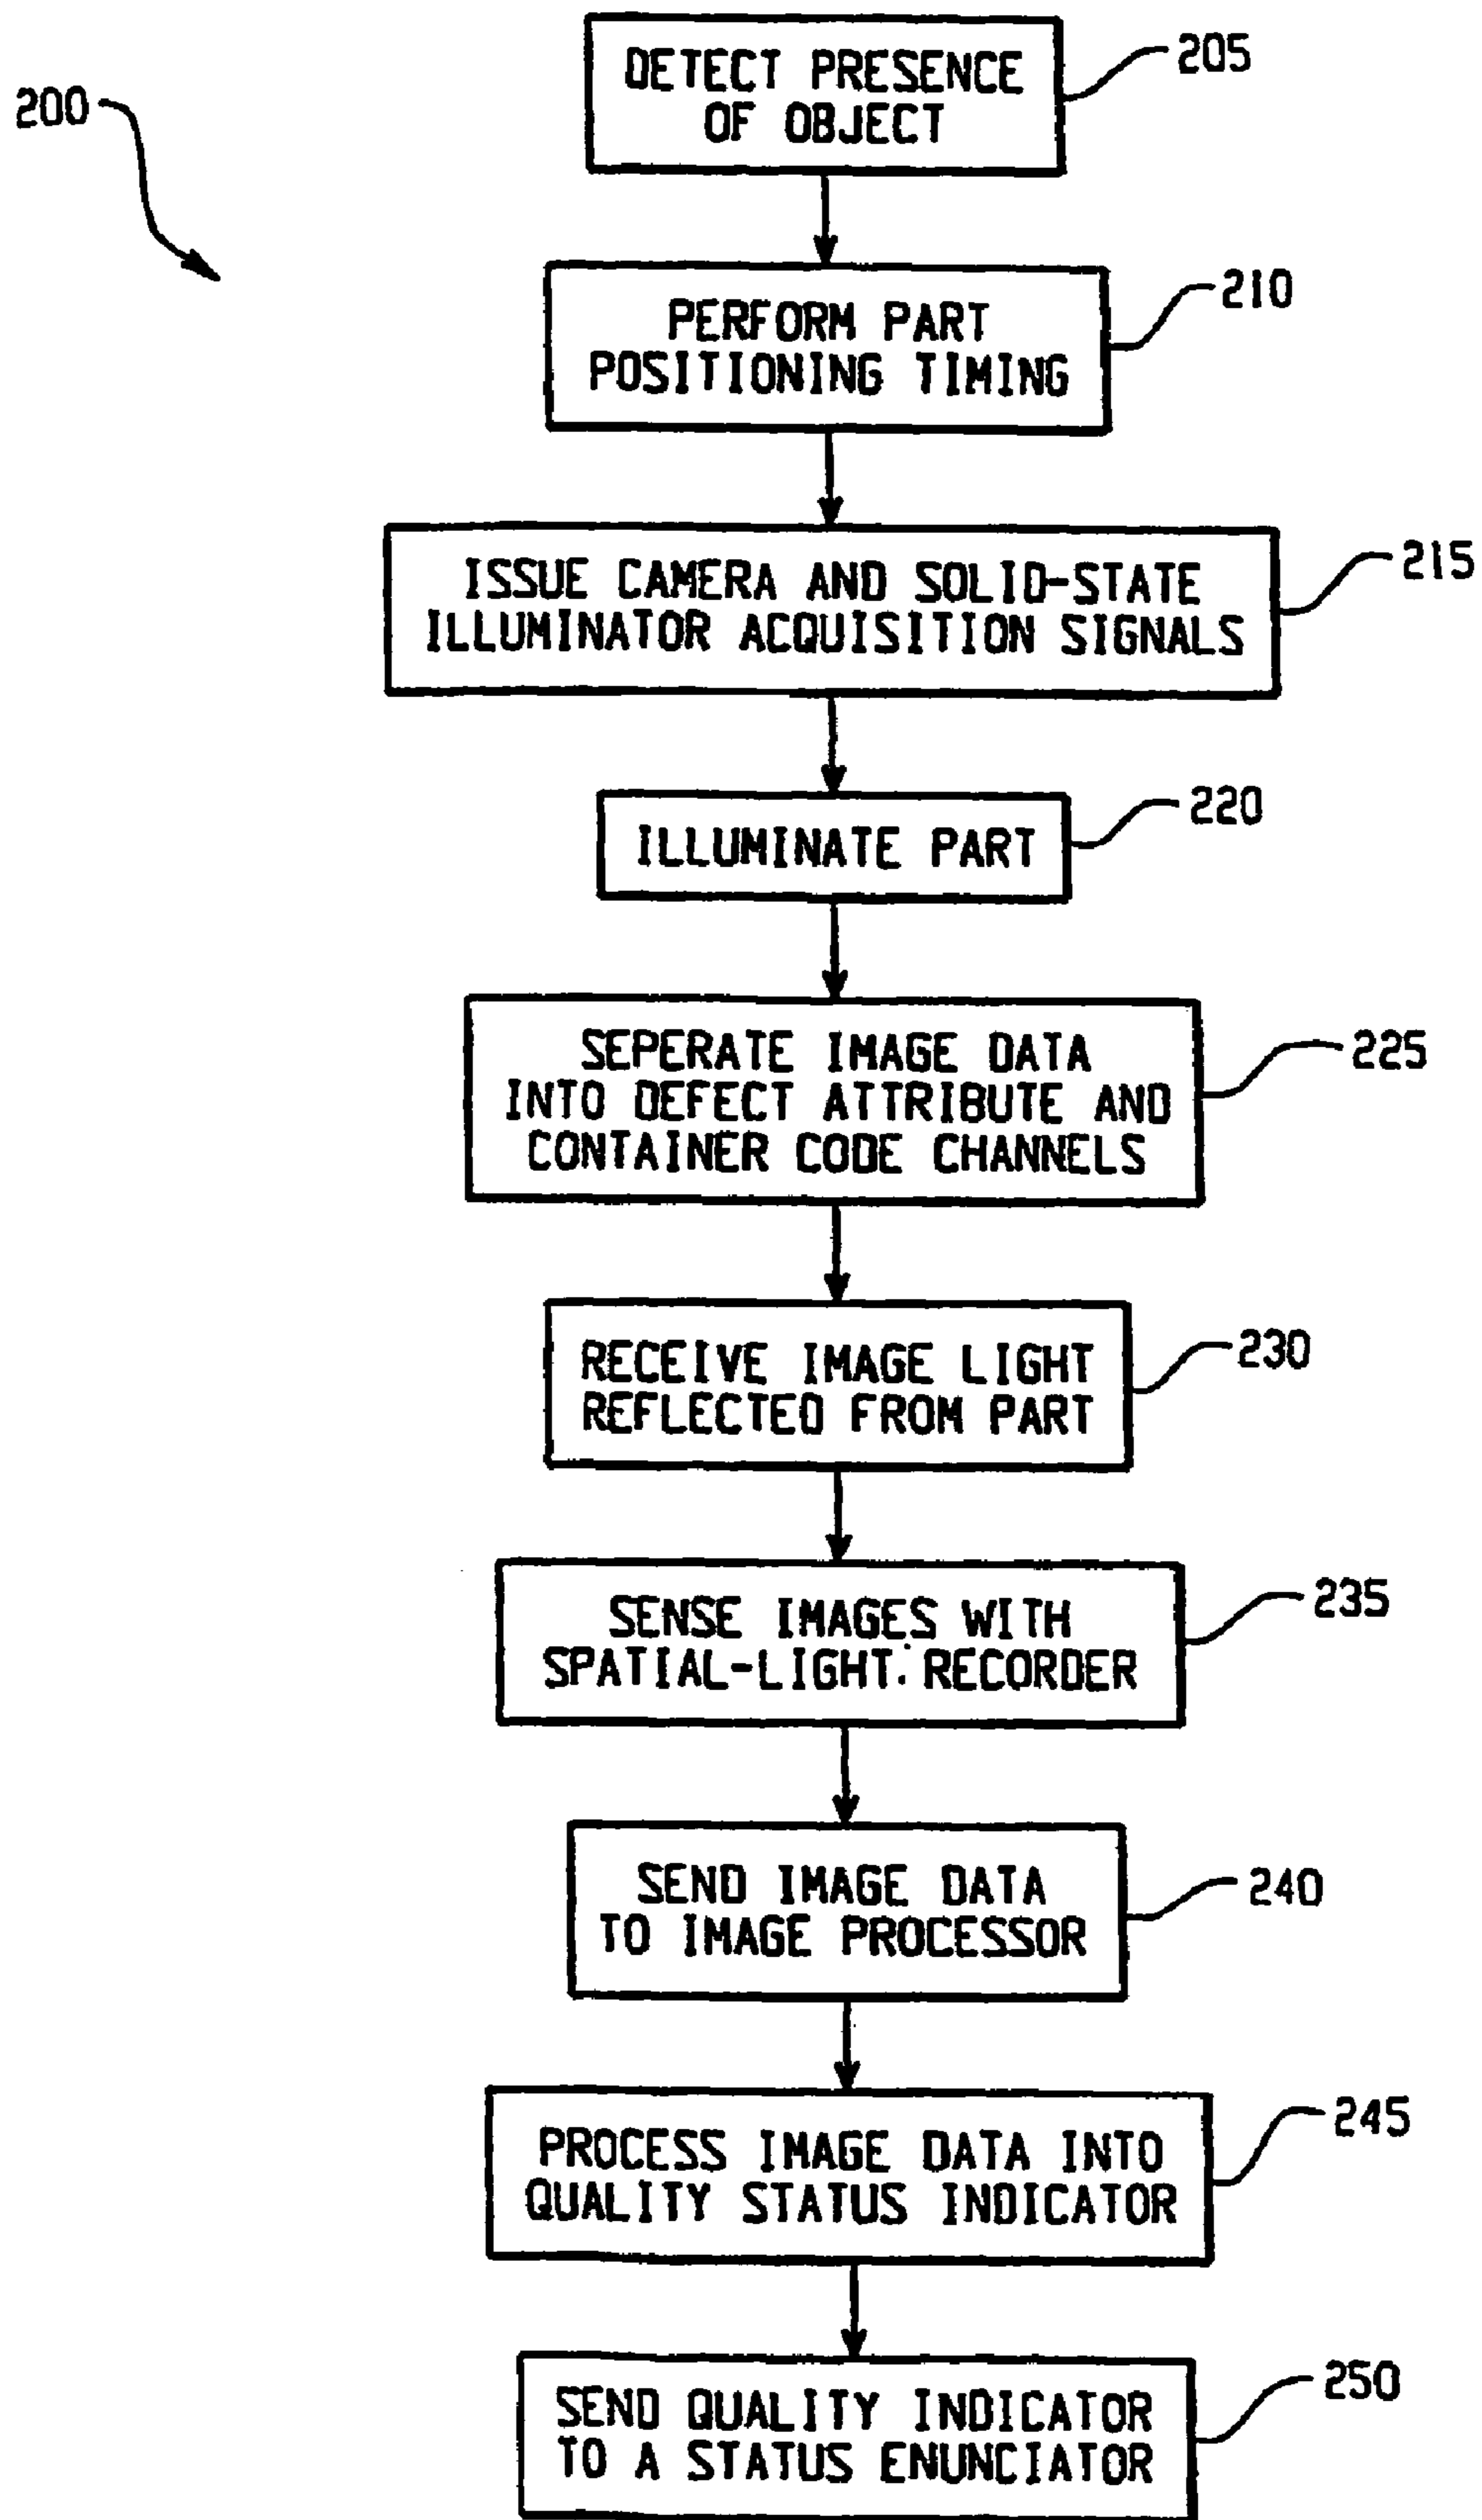 200
DETECT PRESENCE
OF OBJECT
205
PERFORM PART
POSITIONING TIMING
210
ISSUE CAMERA AND SOLID-STATE
ILLUMINATOR ACQUISITION SIGNALS
215
ILLUMINATE PART
220
SEPERATE IMAGE DATA
INTO DEFECT ATTRIBUTE AND
CONTAINER CODE CHANNELS
225
RECEIVE IMAGE LIGHT
REFLECTED FROM PART
230
SENSE IMAGES WITH
SPATIAL-LIGHT RECORDER
235
SEND IMAGE DATA
TO IMAGE PROCESSOR
240
PROCESS IMAGE DATA INTO
QUALITY STATUS INDICATOR
245
SEND QUALITY INDICATOR
TO A STATUS ENUNCIATOR
250